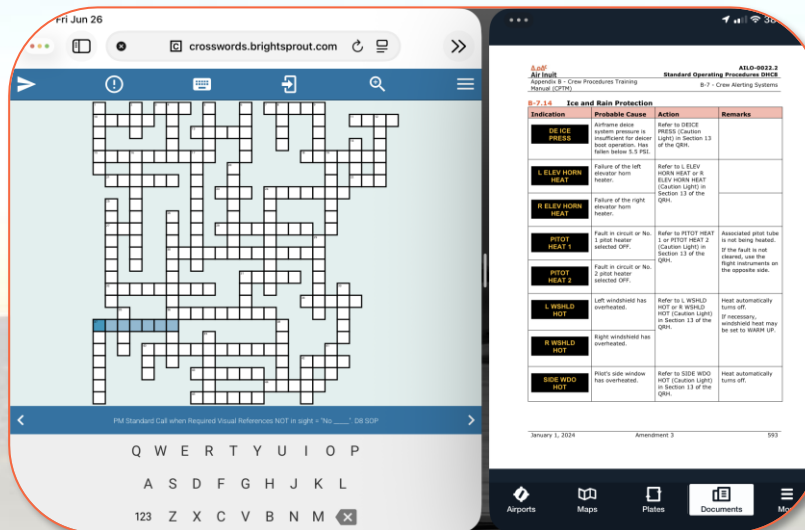 Fri Jun 26
crosswords.brightsprout.com
PM Standard Call when Required Visual References NOT in sight = "No ____". D8 SOP
Q W E R T Y U I O P
A S D F G H J K L
123 Z X C V B N M
Air Inuit
AILO-0022.2
Standard Operating Procedures DHC8
Appendix B - Crew Procedures Training
Manual (CPTM)
B-7 - Crew Alerting Systems
B-7.14 Ice and Rain Protection
Indication Probable Cause Action Remarks
DE ICE
PRESS
Airframe deice
system pressure is
insufficient for deicer
boot operation. Has
fallen below 5.5 PSI.
Refer to DEICE
PRESS (Caution
Light) in Section 13
of the QRH.
L ELEV HORN
HEAT
Failure of the left
elevator horn
heater.
Refer to L ELEV
HORN HEAT or R
ELEV HORN HEAT
(Caution Light) in
Section 13 of the
QRH.
R ELEV HORN
HEAT
Failure of the right
elevator horn
heater.
PITOT
HEAT 1
Fault in circuit or No.
1 pitot heater
selected OFF.
Refer to PITOT HEAT
1 or PITOT HEAT 2
(Caution Light) in
Section 13 of the
QRH.
Associated pitot tube
is not being heated.
If the fault is not
cleared, use the
flight instruments on
the opposite side.
PITOT
HEAT 2
Fault in circuit or No.
2 pitot heater
selected OFF.
L WSHLD
HOT
Left windshield has
overheated.
Refer to L WSHLD
HOT or R WSHLD
HOT (Caution Light)
in Section 13 of the
QRH.
Heat automatically
turns off.
If necessary,
windshield heat may
be set to WARM UP.
R WSHLD
HOT
Right windshield has
overheated.
SIDE WDO
HOT
Pilot's side window
has overheated.
Refer to SIDE WDO
HOT (Caution Light)
in Section 13 of the
QRH.
Heat automatically
turns off.
January 1, 2024 Amendment 3 593
Airports Maps Plates Documents